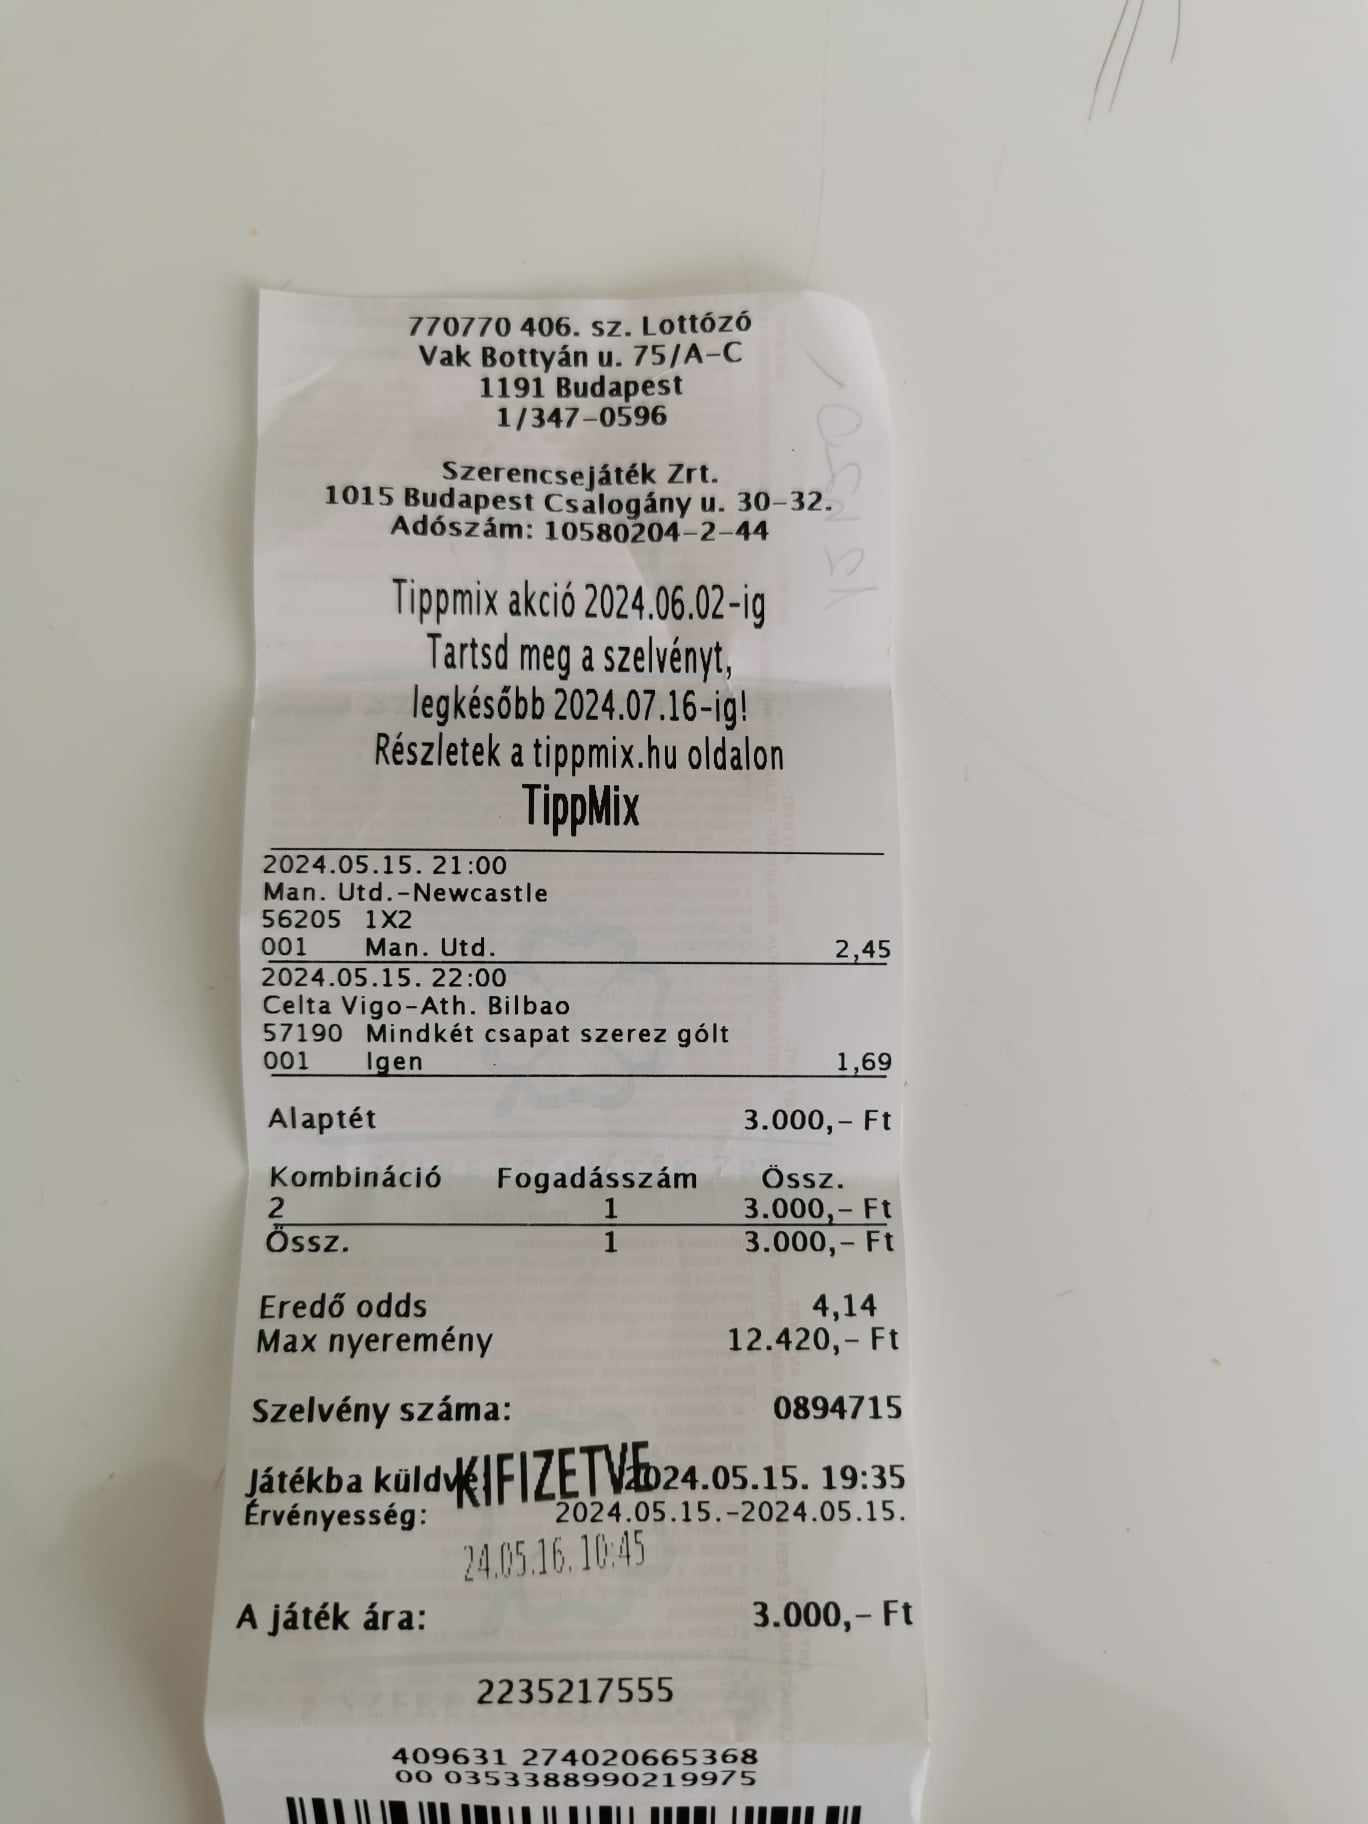 770770 406. sz. Lottózó
Vak Bottyán u. 75/A-C
1191 Budapest
1/347-0596
Szerencsejáték Zrt.
1015 Budapest Csalogány u. 30-32.
Adószám: 10580204-2-44
Tippmix akció 2024.06.02-ig
Tartsd meg a szelvényt,
legkésőbb 2024.07.16-ig!
Részletek a tippmix.hu oldalon
TippMix
2024.05.15. 21:00
Man. Utd.-Newcastle
56205 1X2
001 Man. Utd. 2,45
2024.05.15. 22:00
Celta Vigo-Ath. Bilbao
57190 Mindkét csapat szerez gólt
001 Igen 1,69
Alaptét 3.000,- Ft
Kombináció Fogadásszám Össz.
2 1 3.000,- Ft
Össz. 1 3.000,- Ft
Eredő odds 4,14
Max nyeremény 12.420,- Ft
Szelvény száma: 0894715
Játékba küldve: 2024.05.15. 19:35
KIFIZETVE
Érvényesség: 2024.05.15.-2024.05.15.
24.05.16. 10:45
A játék ára: 3.000,- Ft
2235217555
409631 274020665368
00 0353388990219975